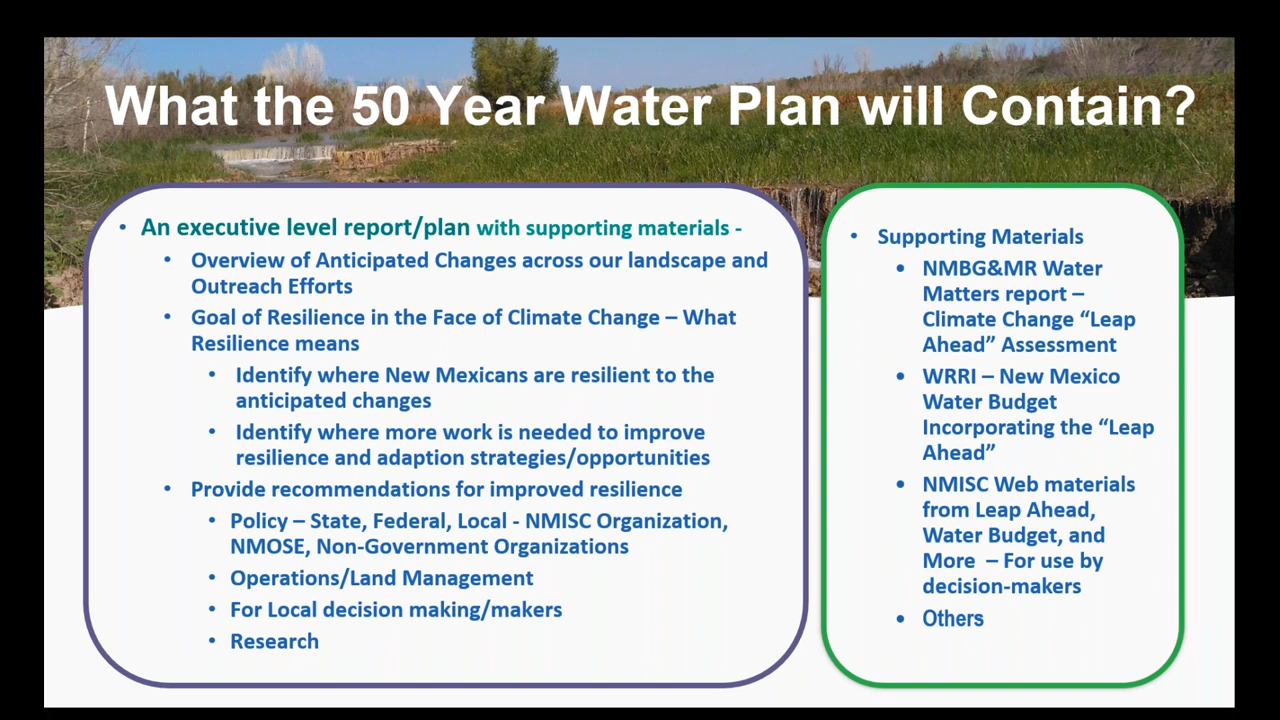 What the 50 Year Water Plan will Contain?
• An executive level report/plan with supporting materials -
• Overview of Anticipated Changes across our landscape and
Outreach Efforts
• Goal of Resilience in the Face of Climate Change – What
Resilience means
• Identify where New Mexicans are resilient to the
anticipated changes
• Identify where more work is needed to improve
resilience and adaption strategies/opportunities
• Provide recommendations for improved resilience
• Policy – State, Federal, Local - NMISC Organization,
NMOSE, Non-Government Organizations
• Operations/Land Management
• For Local decision making/makers
• Research
• Supporting Materials
• NMBG&MR Water
Matters report –
Climate Change “Leap
Ahead” Assessment
• WRRI – New Mexico
Water Budget
Incorporating the “Leap
Ahead”
• NMISC Web materials
from Leap Ahead,
Water Budget, and
More – For use by
decision-makers
• Others